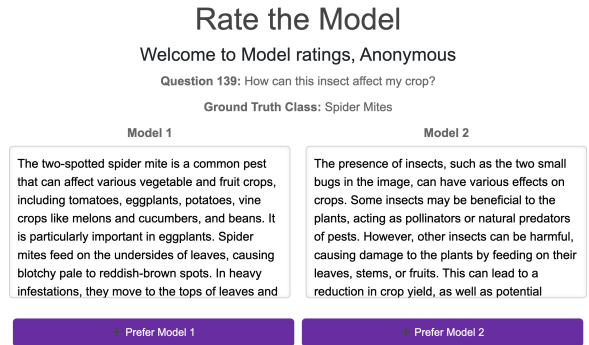 Rate the Model
Welcome to Model ratings, Anonymous
Question 139: How can this insect affect my crop?
Ground Truth Class: Spider Mites
Model 1
The two-spotted spider mite is a common pest
that can affect various vegetable and fruit crops,
including tomatoes, eggplants, potatoes, vine
crops like melons and cucumbers, and beans. It
is particularly important in eggplants. Spider
mites feed on the undersides of leaves, causing
blotchy pale to reddish-brown spots. In heavy
infestations, they move to the tops of leaves and
Prefer Model 1
Model 2
The presence of insects, such as the two small
bugs in the image, can have various effects on
crops. Some insects may be beneficial to the
plants, acting as pollinators or natural predators
of pests. However, other insects can be harmful,
causing damage to the plants by feeding on their
leaves, stems, or fruits. This can lead to a
reduction in crop yield, as well as potential
Prefer Model 2